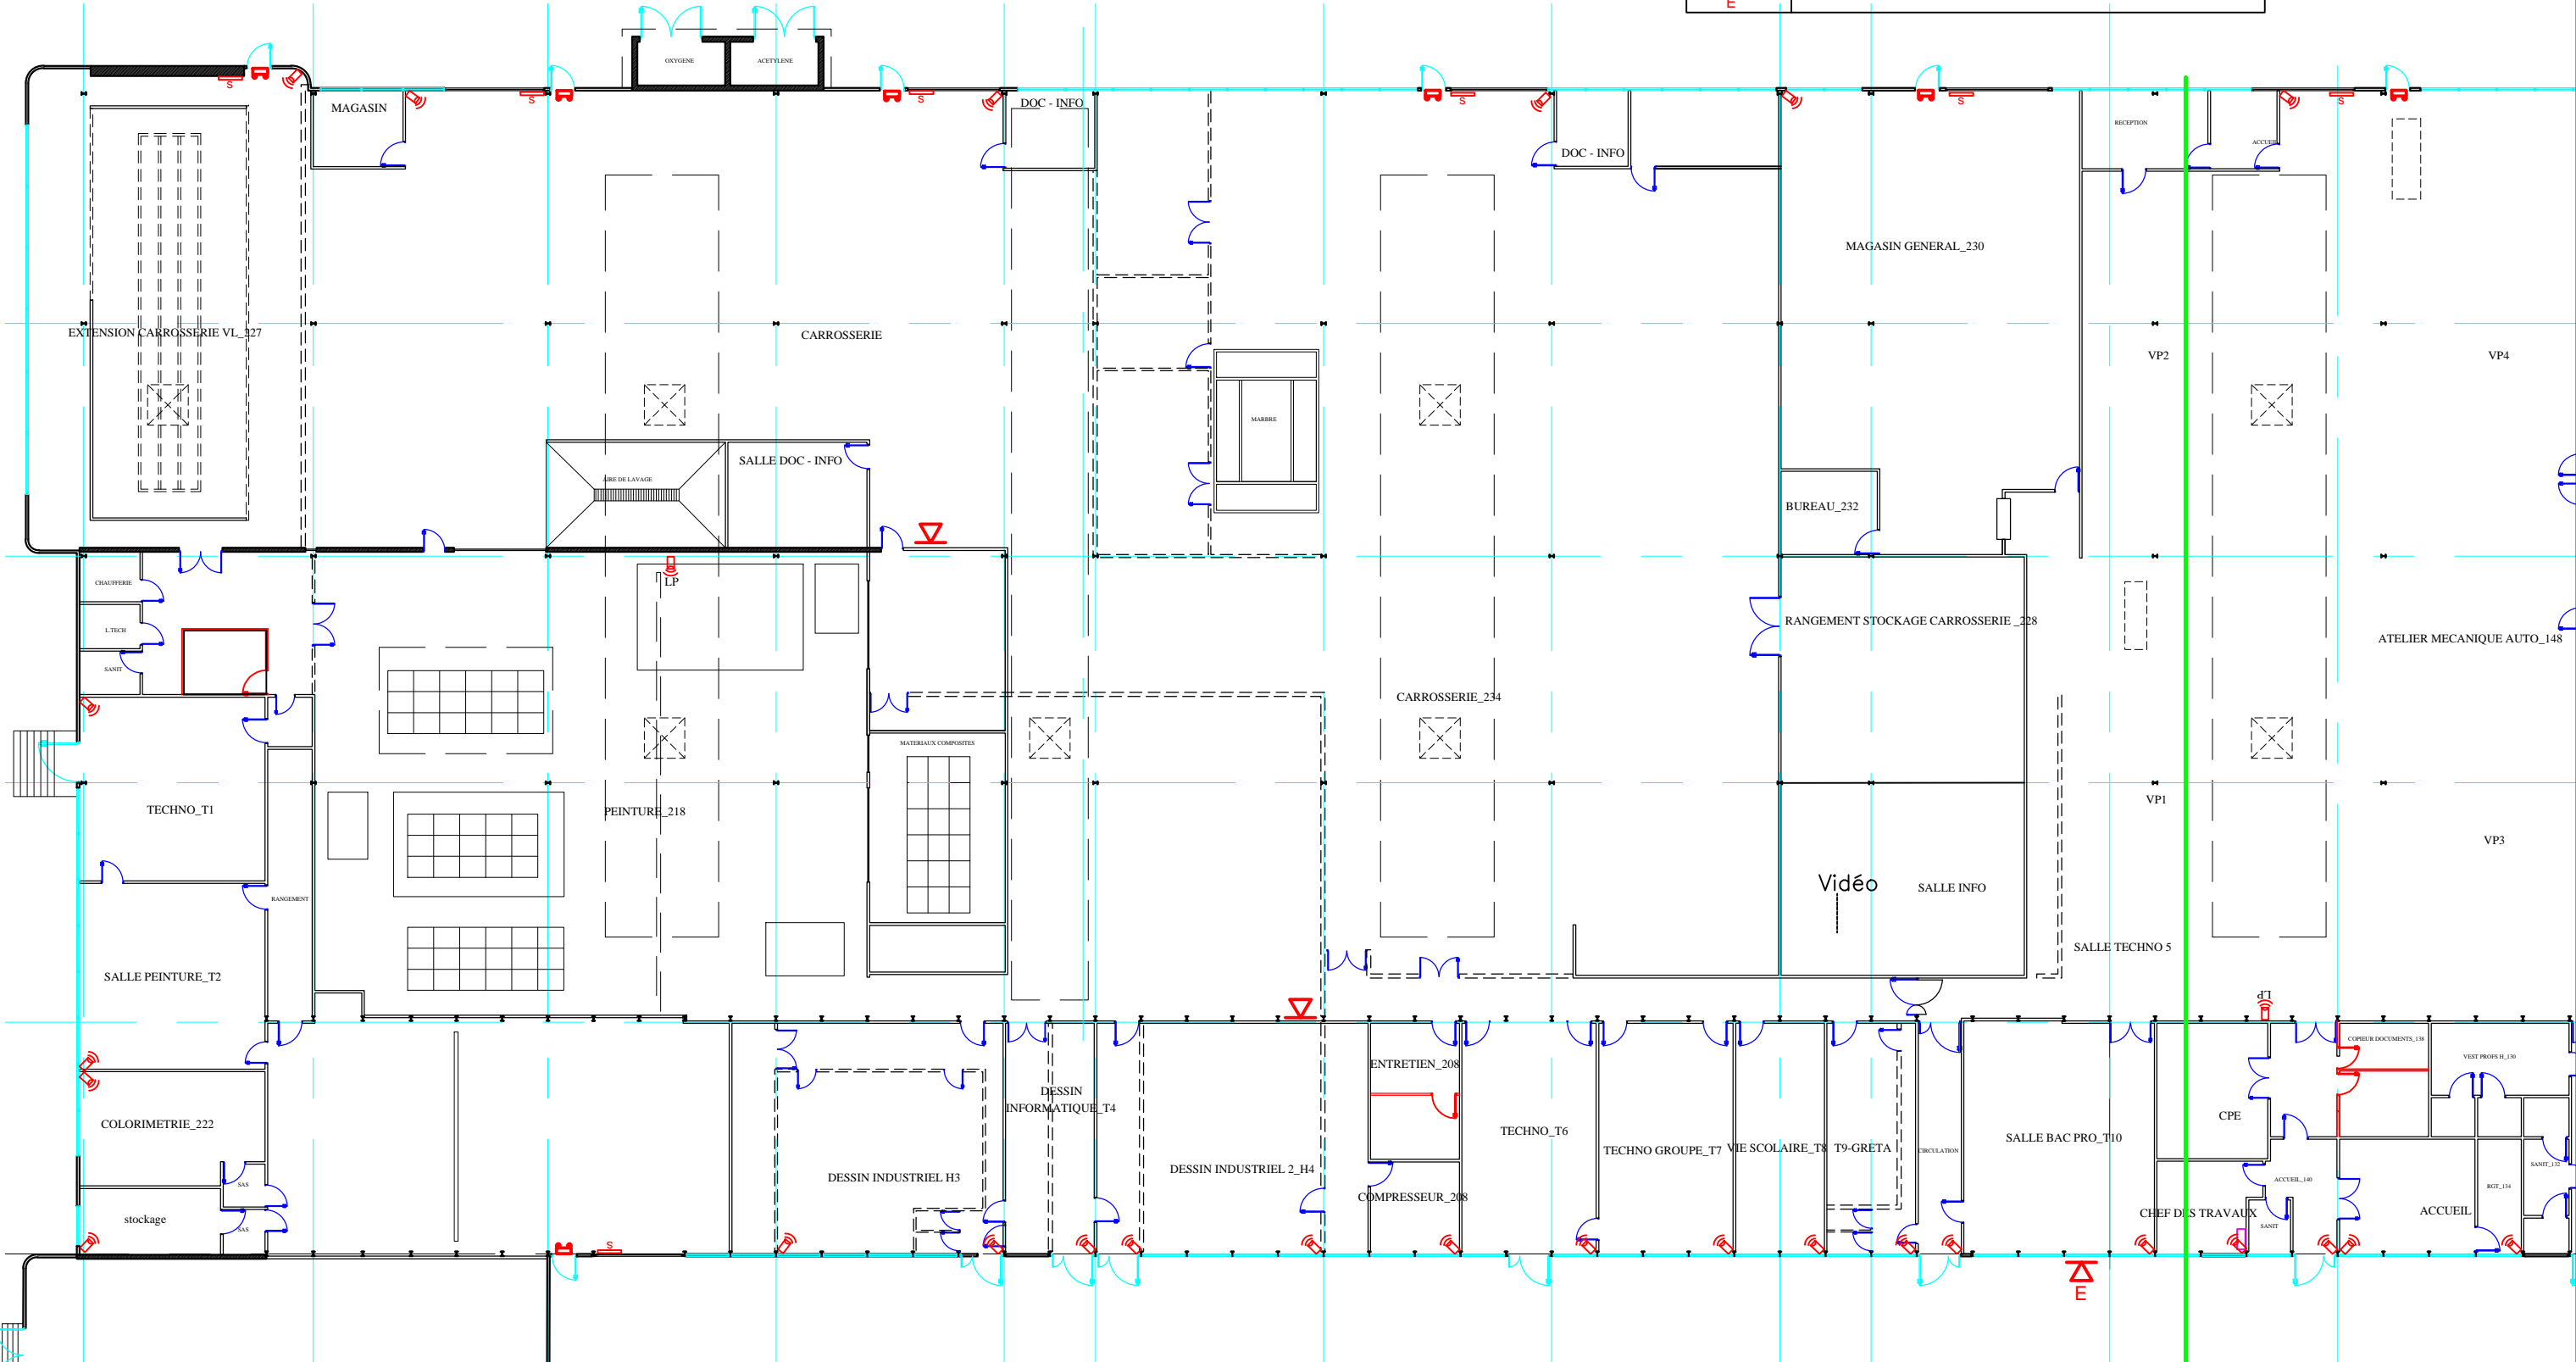 E
OXYGENE
ACETYLENE
S
S
S
S
S
S
MAGASIN
DOC - INFO
DOC - INFO
RECEPTION
ACCUEIL
MAGASIN GENERAL_230
EXTENSION CARROSSERIE VL_227
CARROSSERIE
VP2
VP4
MARBRE
SALLE DOC - INFO
AIRE DE LAVAGE
BUREAU_232
CHAUFFERIE
LP
L.TECH
RANGEMENT STOCKAGE CARROSSERIE _228
ATELIER MECANIQUE AUTO_148
SANIT
CARROSSERIE_234
MATERIAUX COMPOSITES
TECHNO_T1
PEINTURE_218
VP1
VP3
Vidéo
SALLE INFO
RANGEMENT
SALLE TECHNO 5
SALLE PEINTURE_T2
LP
COPIEUR DOCUMENTS_138
VEST PROFS H_130
ENTRETIEN_208
DESSIN
INFORMATIQUE_T4
COLORIMETRIE_222
CPE
TECHNO_T6
SALLE BAC PRO_T10
TECHNO GROUPE_T7
VIE SCOLAIRE_T8
T9-GRETA
CIRCULATION
DESSIN INDUSTRIEL 2_H4
DESSIN INDUSTRIEL H3
SANIT_132
ACCUEIL_140
SAS
RGT_134
COMPRESSEUR_208
CHEF DES TRAVAUX
ACCUEIL
stockage
SAS
SANIT
S
E